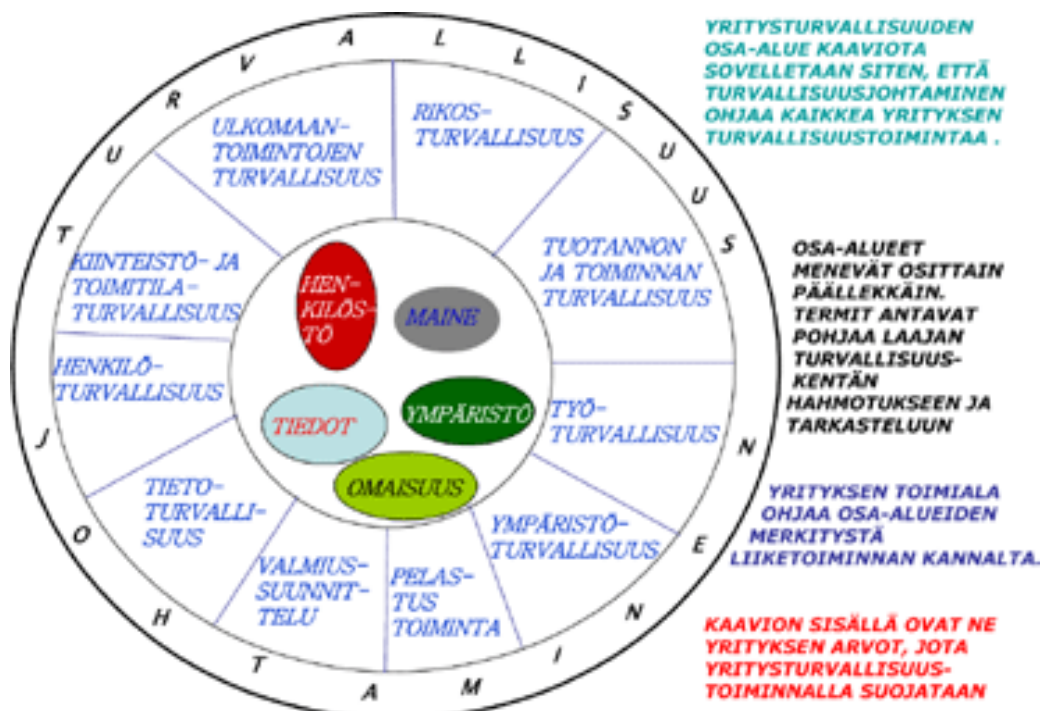 TURVALLISUUS
JOHTAMINEN
ULKOMAAN-
TOIMINTOJEN
TURVALLISUUS
RIKOS-
TURVALLISUUS
TUOTANNON
JA TOIMINNAN
TURVALLISUUS
TYÖ-
TURVALLISUUS
YMPÄRISTÖ-
TURVALLISUUS
PELAS-
TUS
TOIMINTA
VALMIUS-
SUUNNIT-
TELU
TIETO-
TURVALLI-
SUUS
HENKILÖ-
TURVALLISUUS
KIINTEISTÖ- JA
TOIMITILA-
TURVALLISUUS
HEN-
KILÖS-
TÖ
MAINE
TIEDOT
YMPÄRISTÖ
OMAISUUS
YRITYSTURVALLISUUDEN
OSA-ALUE KAAVIOTA
SOVELLETAAN SITEN, ETTÄ
TURVALLISUUSJOHTAMINEN
OHJAA KAIKKEA YRITYKSEN
TURVALLISUUSTOIMINTAA .
OSA-ALUEET
MENEVÄT OSITTAIN
PÄÄLLEKKÄIN.
TERMIT ANTAVAT
POHJAA LAAJAN
TURVALLISUUS-
KENTÄN
HAHMOTUKSEEN JA
TARKASTELUUN
YRITYKSEN TOIMIALA
OHJAA OSA-ALUEIDEN
MERKITYSTÄ
LIIKETOIMINNAN KANNALTA.
KAAVION SISÄLLÄ OVAT NE
YRITYKSEN ARVOT, JOTA
YRITYSTURVALLISUUS-
TOIMINNALLA SUOJATAAN